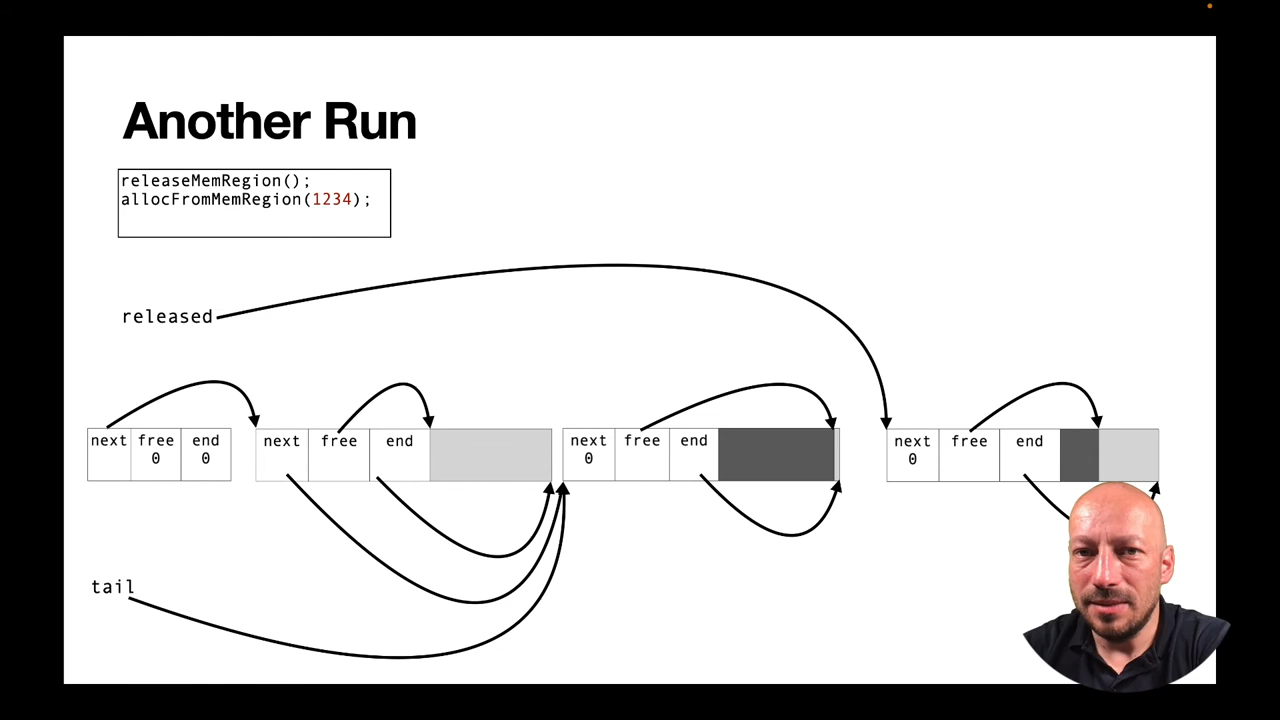 Another Run
releaseMemRegion();
allocFromMemRegion(1234);
released
next free end next free end next free end next free end
0 0 0 0
tail